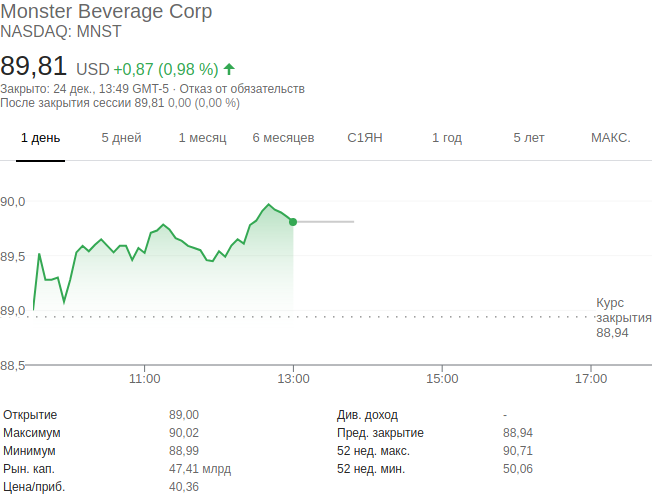 Monster Beverage Corp
NASDAQ: MNST
89,81 USD +0,87 (0,98 %)
Закрыто: 24 дек., 13:49 GMT-5 · Отказ от обязательств
После закрытия сессии 89,81 0,00 (0,00 %)
1 день 5 дней 1 месяц 6 месяцев С1ЯН 1 год 5 лет МАКС.
90,0
89,5
89,0
88,5
Курс
закрытия
88,94
11:00 13:00 15:00 17:00
Открытие 89,00 Див. доход -
Максимум 90,02 Пред. закрытие 88,94
Минимум 88,99 52 нед. макс. 90,71
Рын. кап. 47,41 млрд 52 нед. мин. 50,06
Цена/приб. 40,36